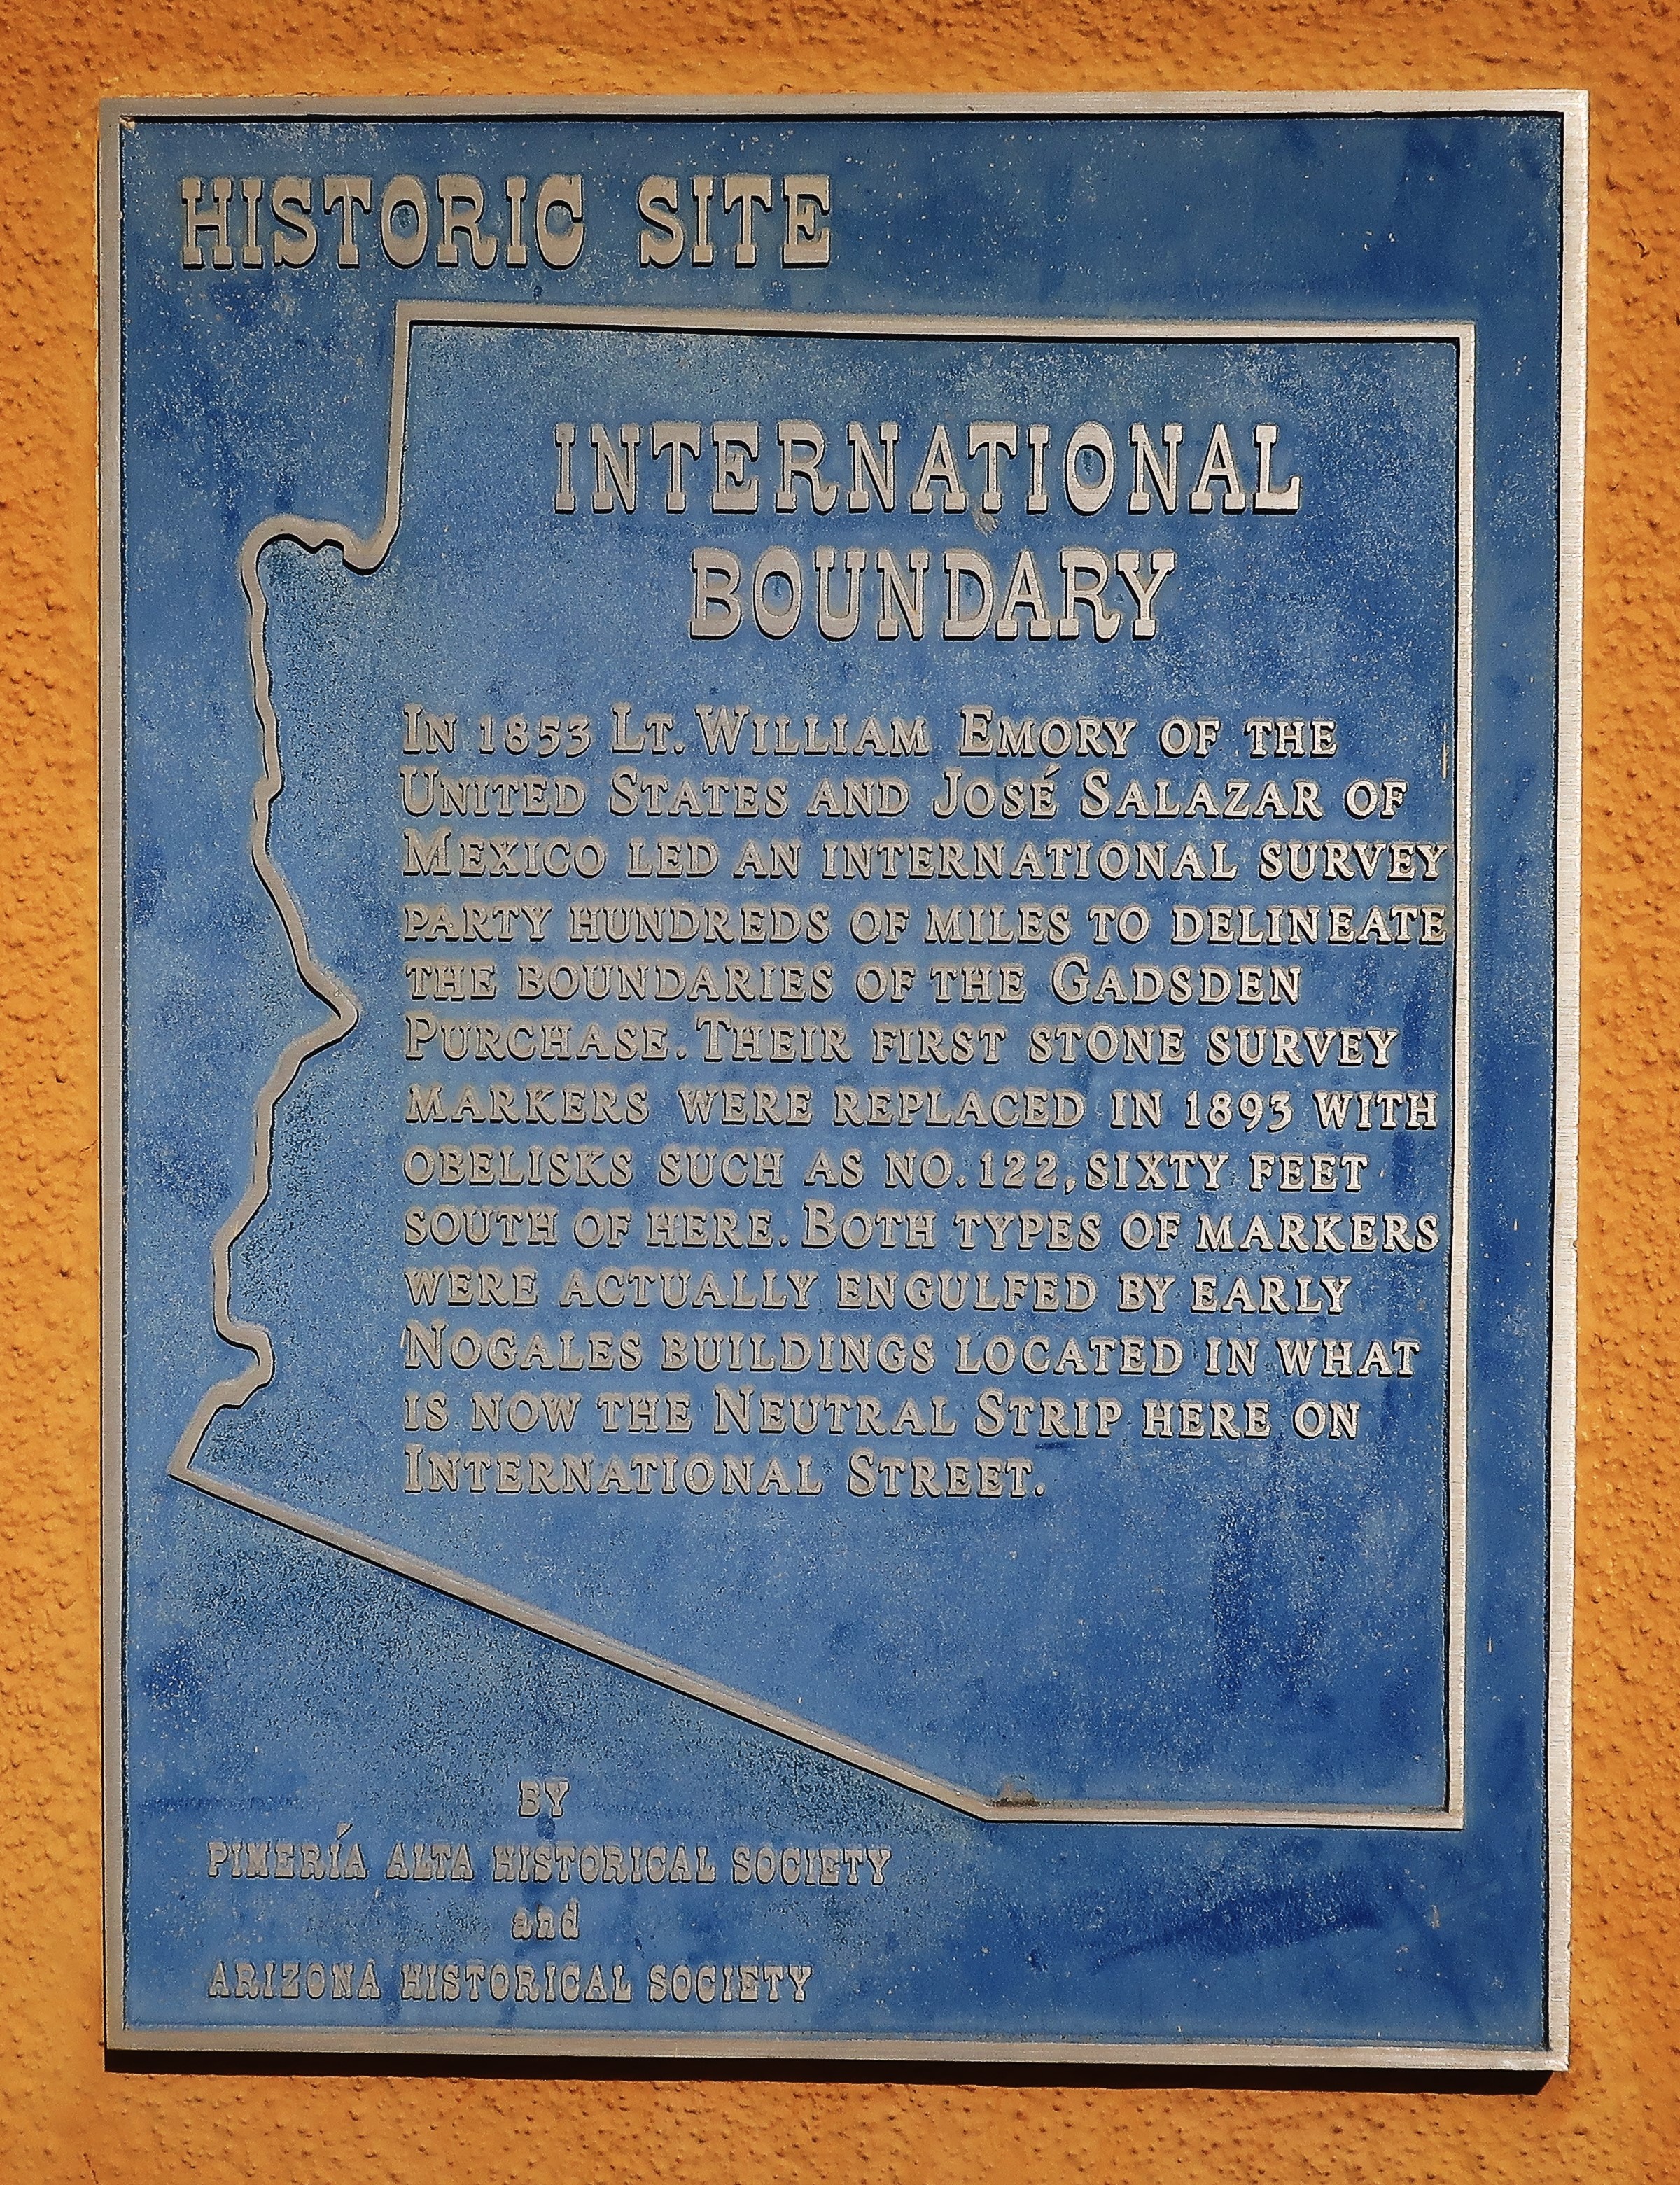 HISTORIC SITE
INTERNATIONAL
BOUNDARY
IN 1853 LT. WILLIAM EMORY OF THE
UNITED STATES AND JOSÉ SALAZAR OF
MEXICO LED AN INTERNATIONAL SURVEY
PARTY HUNDREDS OF MILES TO DELINEATE
THE BOUNDARIES OF THE GADSDEN
PURCHASE. THEIR FIRST STONE SURVEY
MARKERS WERE REPLACED IN 1893 WITH
OBELISKS SUCH AS NO. 122, SIXTY FEET
SOUTH OF HERE. BOTH TYPES OF MARKERS
WERE ACTUALLY ENGULFED BY EARLY
NOGALES BUILDINGS LOCATED IN WHAT
IS NOW THE NEUTRAL STRIP HERE ON
INTERNATIONAL STREET.
BY
PIMERÍA ALTA HISTORICAL SOCIETY
and
ARIZONA HISTORICAL SOCIETY